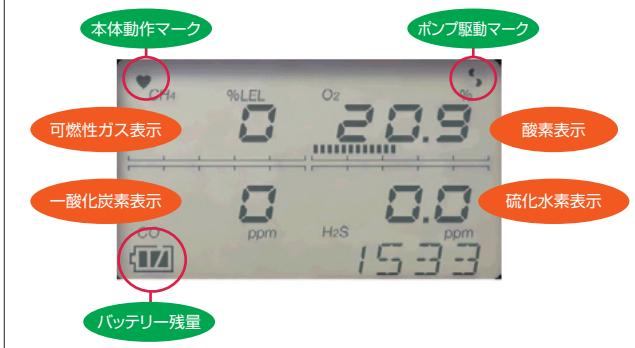 本体動作マーク
ポンプ駆動マーク
CH4 %LEL O2 %
可燃性ガス表示 0 20.9 酸素表示
一酸化炭素表示 0 0.0 硫化水素表示
CO ppm H2S ppm
1533
バッテリー残量